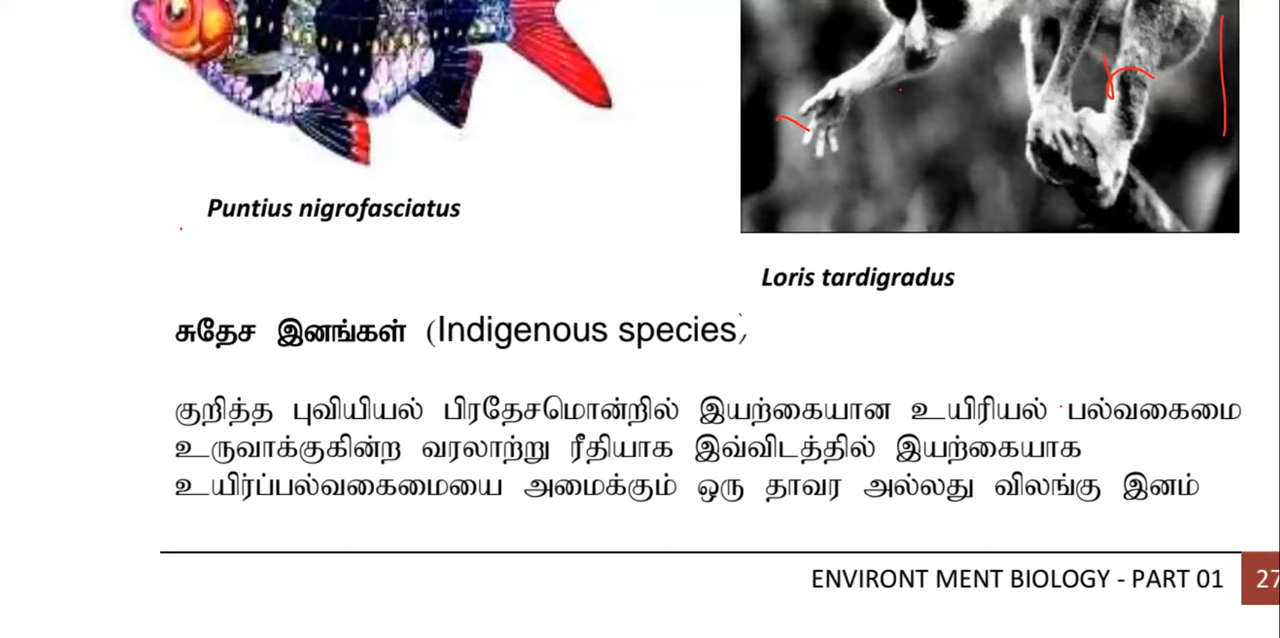 Puntius nigrofasciatus
Loris tardigradus
சுதேச இனங்கள் (Indigenous species)
குறித்த புவியியல் பிரதேசமொன்றில் இயற்கையான உயிரியல் பல்வகைமை
உருவாக்குகின்ற வரலாற்று ரீதியாக இவ்விடத்தில் இயற்கையாக
உயிர்ப்பல்வகைமையை அமைக்கும் ஒரு தாவர அல்லது விலங்கு இனம்
ENVIRONT MENT BIOLOGY - PART 01 27